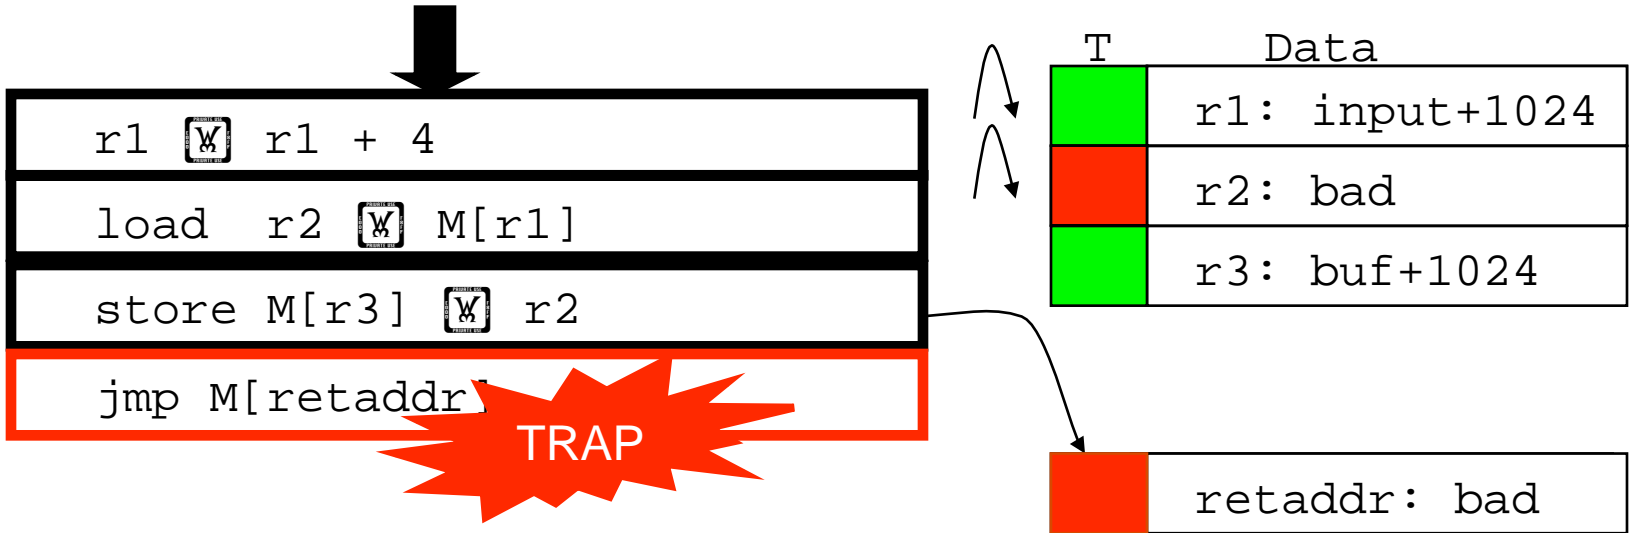 T Data
r1 r1 + 4
r1: input+1024
load r2 M[r1]
r2: bad
store M[r3] r2
r3: buf+1024
jmp M[retaddr]
TRAP
retaddr: bad